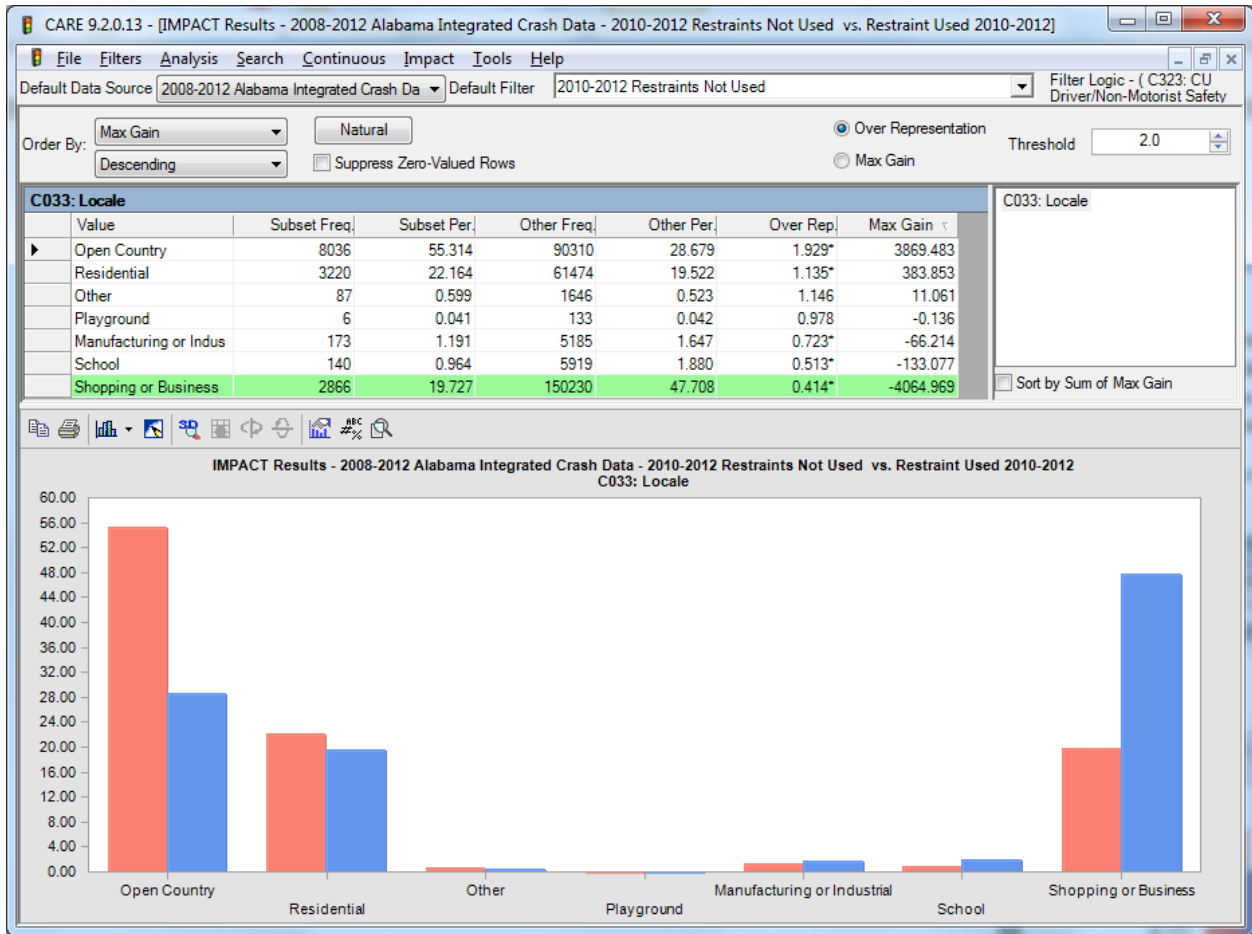 CARE 9.2.0.13 - [IMPACT Results - 2008-2012 Alabama Integrated Crash Data - 2010-2012 Restraints Not Used vs. Restraint Used 2010-2012]
File Filters Analysis Search Continuous Impact Tools Help
Default Data Source 2008-2012 Alabama Integrated Crash Da Default Filter 2010-2012 Restraints Not Used Filter Logic - ( C323: CU
Driver/Non-Motorist Safety
Order By: Max Gain Natural Over Representation Threshold 2.0
Descending Suppress Zero-Valued Rows Max Gain
C033: Locale C033: Locale
Value Subset Freq. Subset Per. Other Freq. Other Per. Over Rep. Max Gain
Open Country 8036 55.314 90310 28.679 1.929* 3869.483
Residential 3220 22.164 61474 19.522 1.135* 383.853
Other 87 0.599 1646 0.523 1.146 11.061
Playground 6 0.041 133 0.042 0.978 -0.136
Manufacturing or Indus 173 1.191 5185 1.647 0.723* -66.214
School 140 0.964 5919 1.880 0.513* -133.077
Shopping or Business 2866 19.727 150230 47.708 0.414* -4064.969
Sort by Sum of Max Gain
3D ABC #%
IMPACT Results - 2008-2012 Alabama Integrated Crash Data - 2010-2012 Restraints Not Used vs. Restraint Used 2010-2012
C033: Locale
60.00
56.00
52.00
48.00
44.00
40.00
36.00
32.00
28.00
24.00
20.00
16.00
12.00
8.00
4.00
0.00
Open Country Other Manufacturing or Industrial Shopping or Business
Residential Playground School